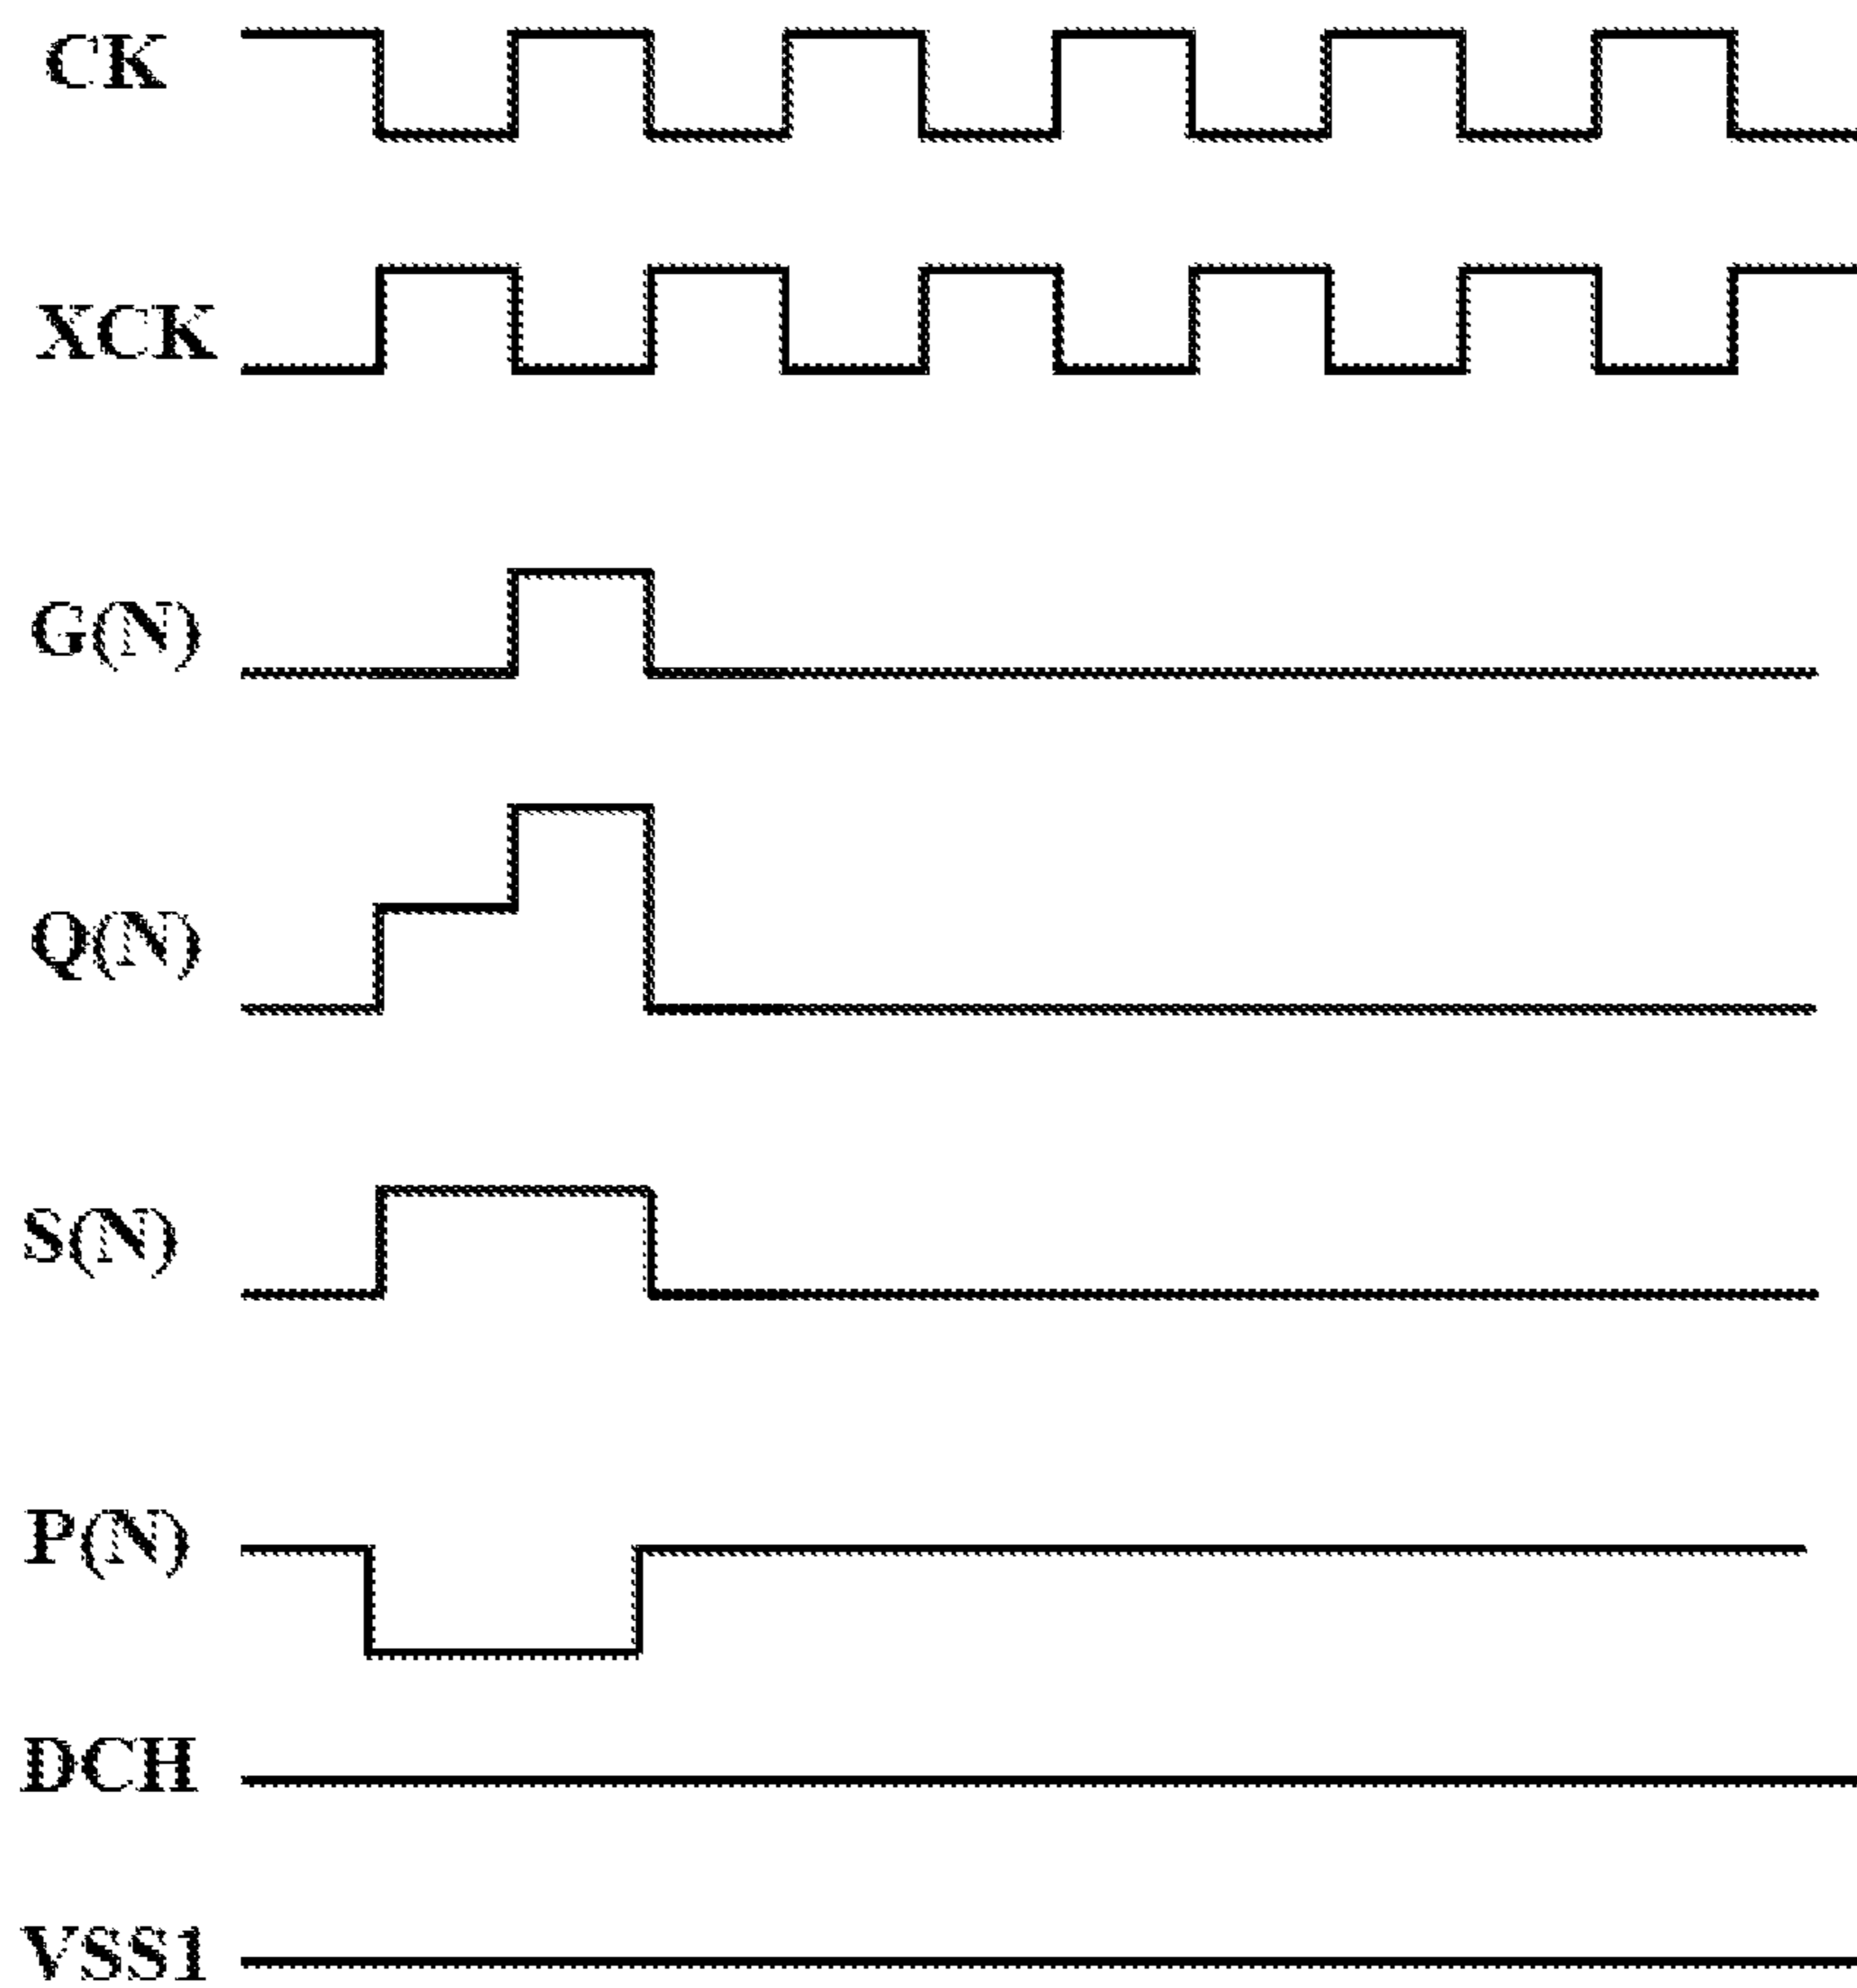 CK
XCK
G(N)
Q(N)
S(N)
P(N)
DCH
VSS1